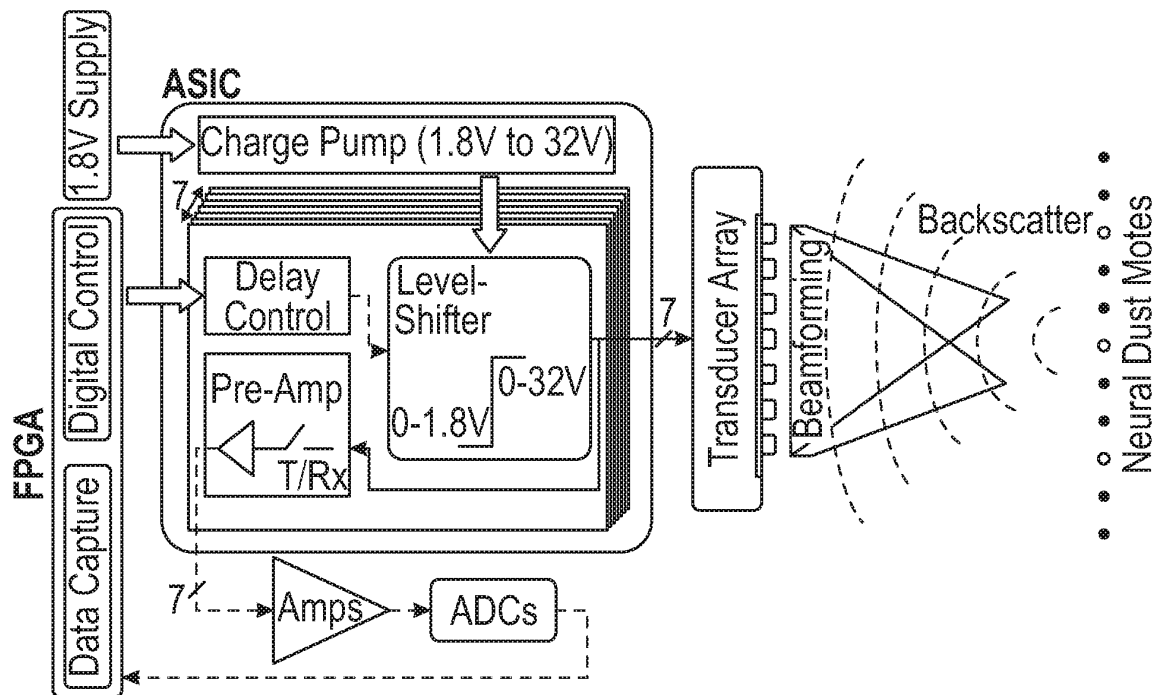 1.8V Supply
ASIC
Charge Pump (1.8V to 32V)
7
FPGA
Digital Control
Delay
Control
Level-
Shifter
0-32V
0-1.8V
Pre-Amp
T/Rx
7
Transducer Array
Beamforming
Backscatter
Neural Dust Motes
Data Capture
7
Amps
ADCs